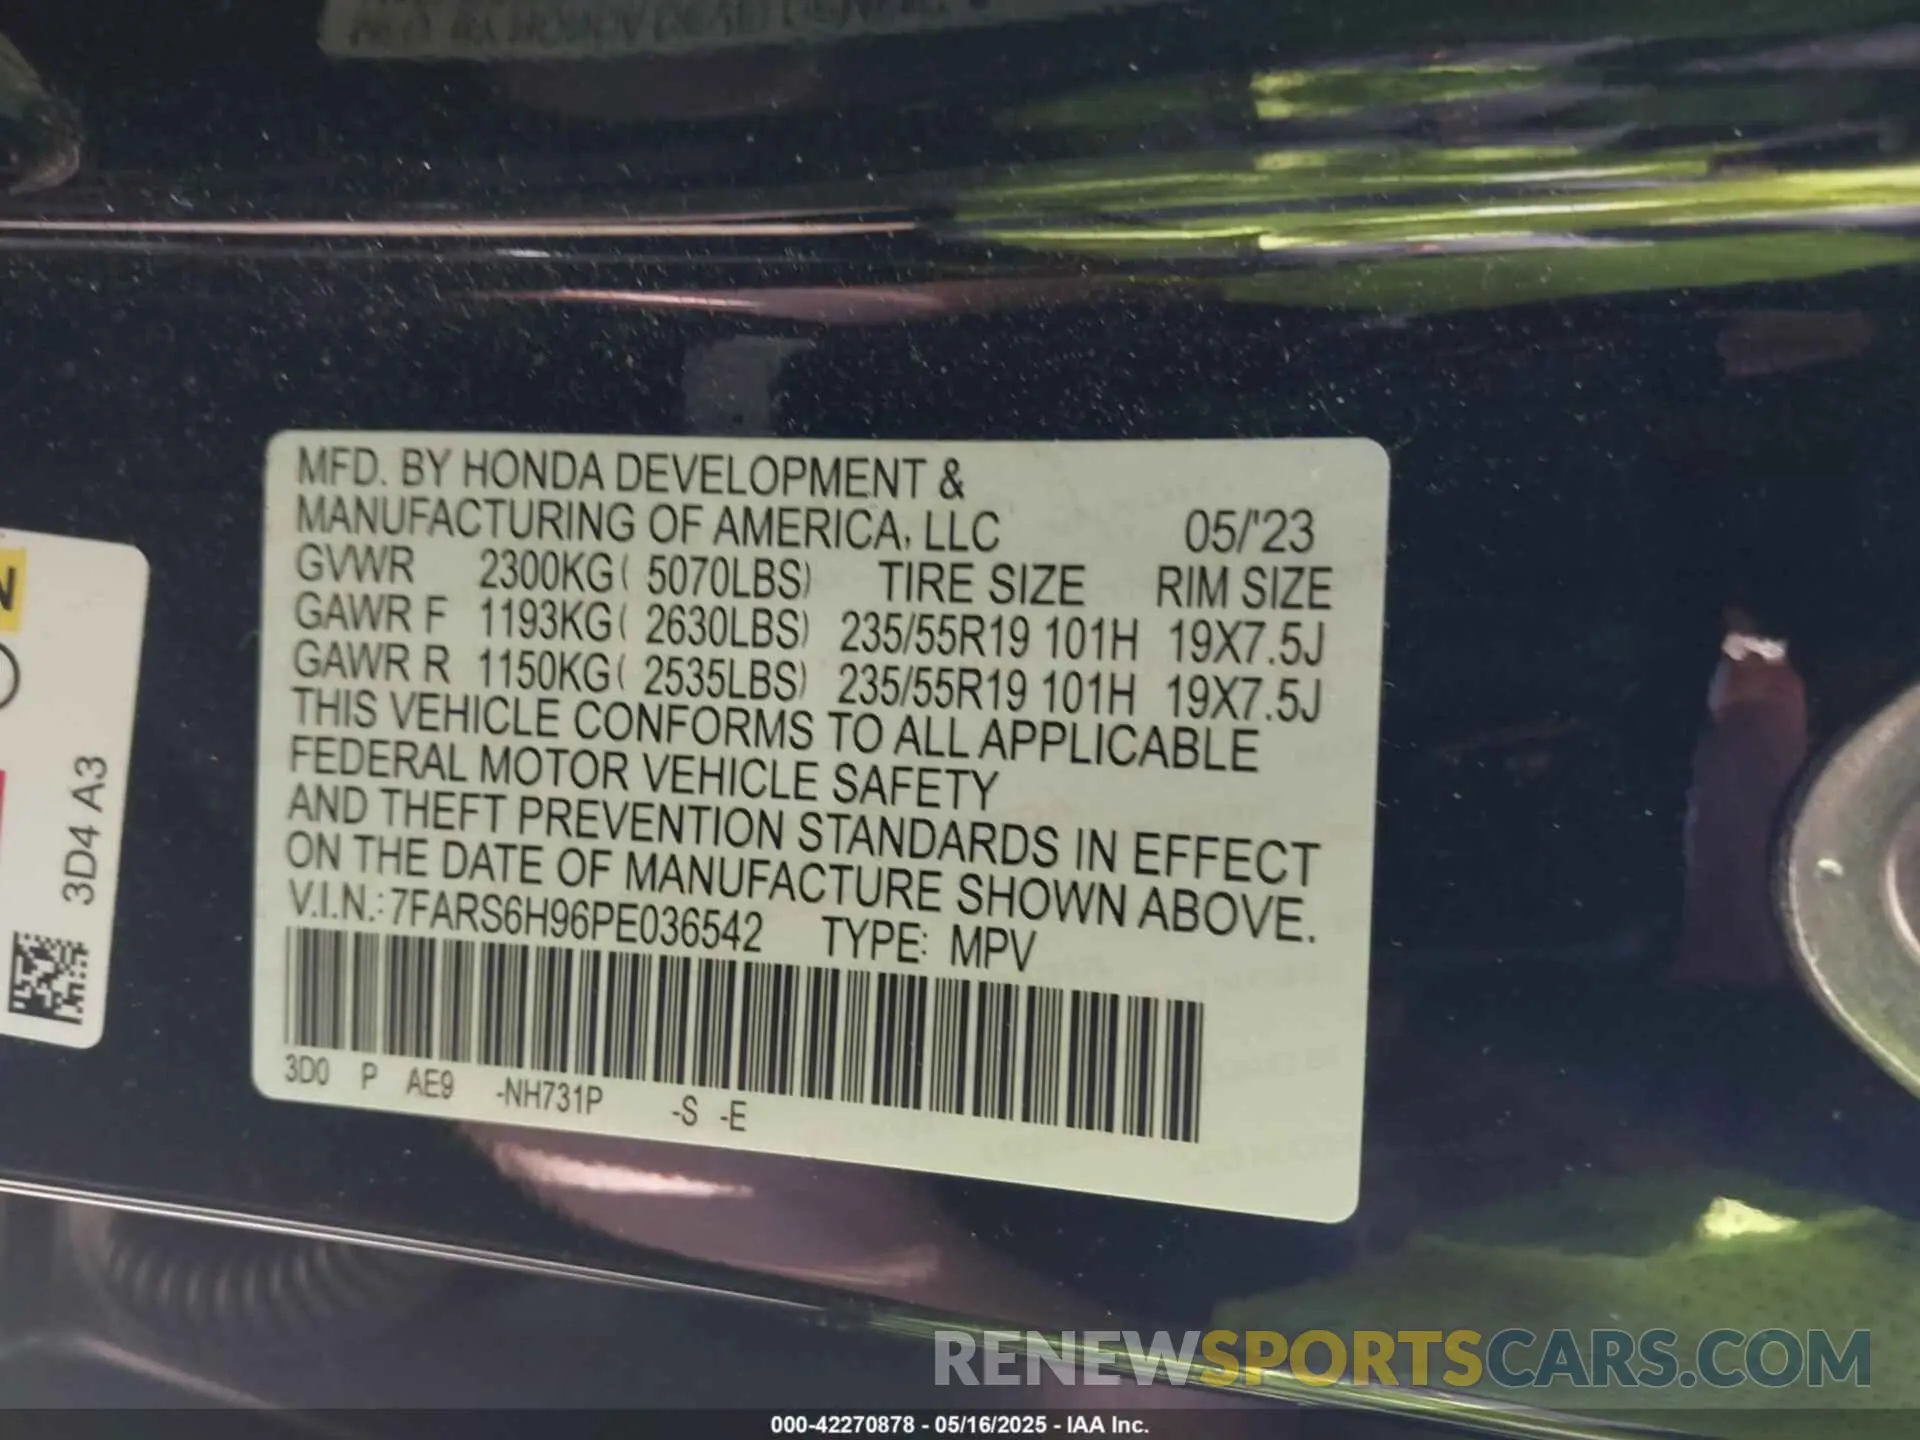 MFD. BY HONDA DEVELOPMENT &
MANUFACTURING OF AMERICA, LLC 05/'23
GVWR 2300KG( 5070LBS) TIRE SIZE RIM SIZE
GAWR F 1193KG( 2630LBS) 235/55R19 101H 19X7.5J
GAWR R 1150KG( 2535LBS) 235/55R19 101H 19X7.5J
THIS VEHICLE CONFORMS TO ALL APPLICABLE
FEDERAL MOTOR VEHICLE SAFETY
AND THEFT PREVENTION STANDARDS IN EFFECT
ON THE DATE OF MANUFACTURE SHOWN ABOVE.
V.I.N.: 7FARS6H96PE036542 TYPE: MPV
3D0 P AE9 -NH731P -S -E
3D4 A3
N
RENEWSPORTSCARS.COM
000-42270878 - 05/16/2025 - IAA Inc.